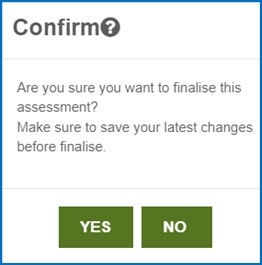 Confirm?
Are you sure you want to finalise this
assessment?
Make sure to save your latest changes
before finalise.
YES NO